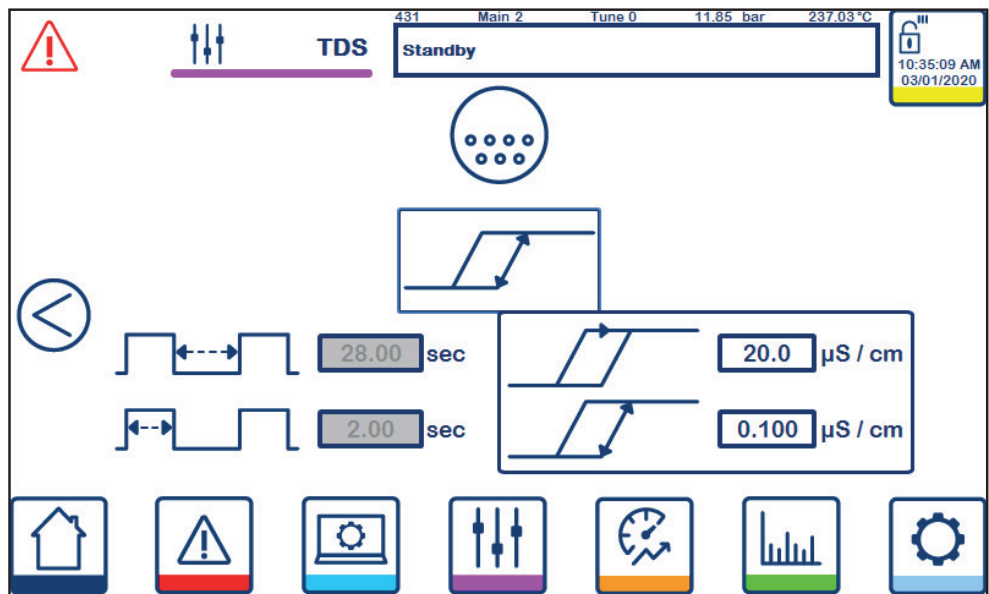 431 Main 2 Tune 0 11.85 bar 237.03 °C
TDS
Standby
10:35:09 AM
03/01/2020
28.00 sec
20.0 µS / cm
2.00 sec
0.100 µS / cm